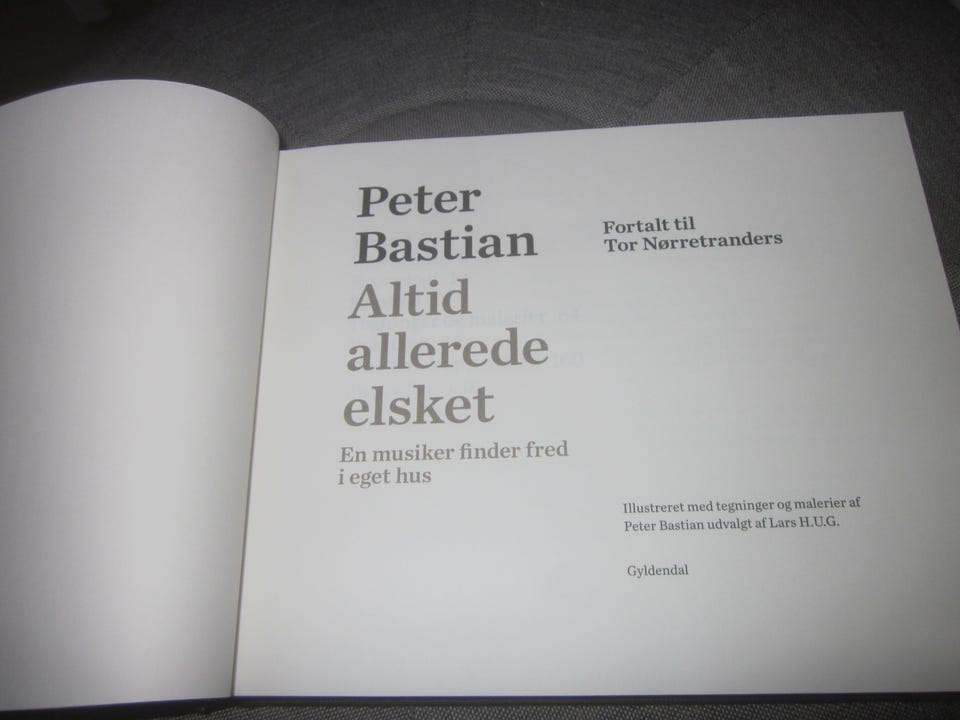 Peter
Bastian
Altid
allerede
elsket
En musiker finder fred
i eget hus
Fortalt til
Tor Nørretranders
Illustreret med tegninger og malerier af
Peter Bastian udvalgt af Lars H.U.G.
Gyldendal